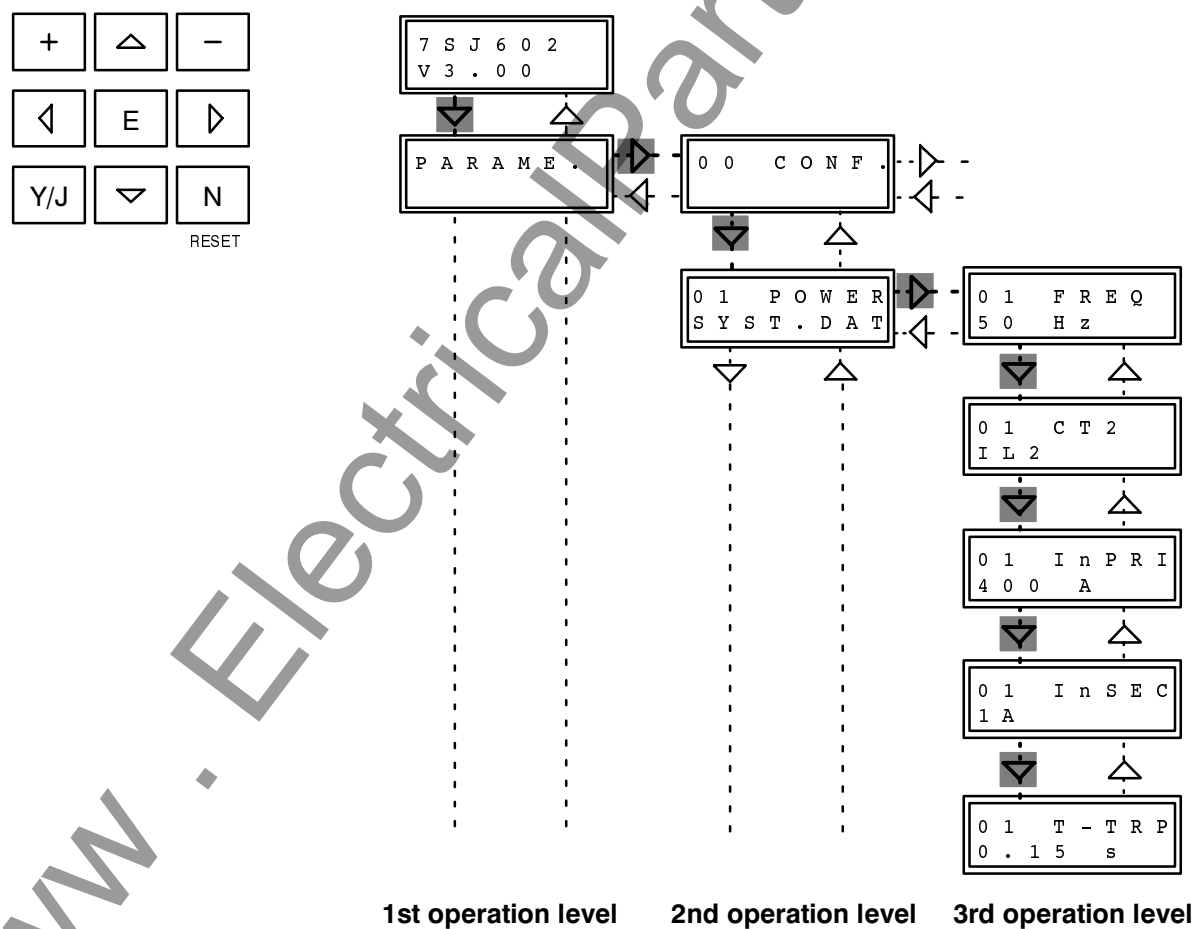 + −
E
Y/J N
RESET
7SJ602
V3.00
PARAME.
00 CONF.
01 POWER
SYST.DAT
01 FREQ
50 Hz
01 CT2
IL2
01 InPRI
400 A
01 InSEC
1A
01 T-TRP
0.15 s
1st operation level 2nd operation level 3rd operation level
www.ElectricalPart